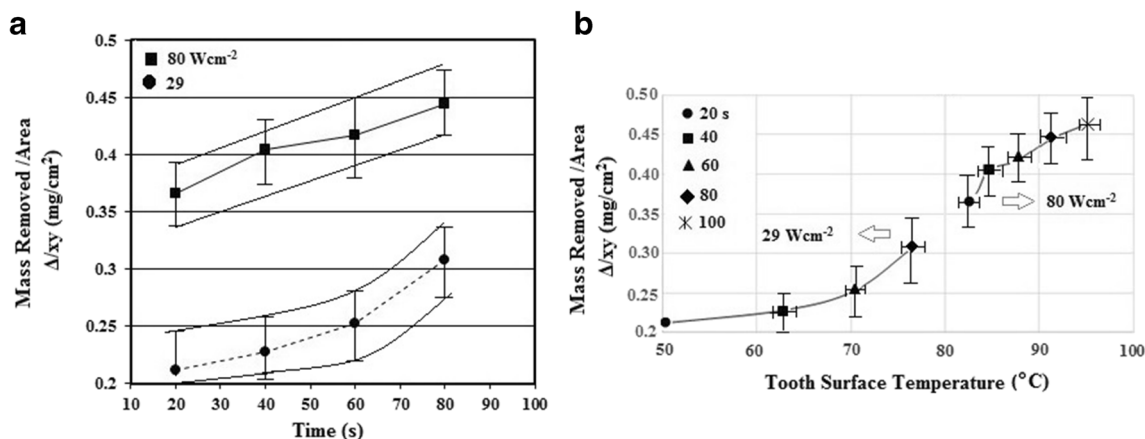 a
Mass Removed /Area
Δ/xy (mg/cm²)
0.5
0.45
0.4
0.35
0.3
0.25
0.2
80 Wcm⁻²
29
10 20 30 40 50 60 70 80 90 100
Time (s)
b
Mass Removed /Area
Δ/xy (mg/cm²)
0.50
0.45
0.40
0.35
0.30
0.25
0.2
20 s
40
60
80
100
80 Wcm⁻²
29 Wcm⁻²
50 60 70 80 90 100
Tooth Surface Temperature (°C)